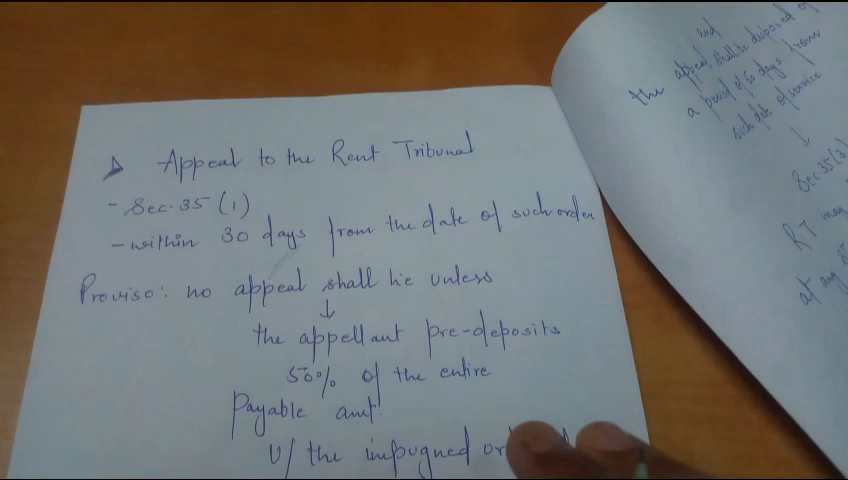 Appeal to the Rent Tribunal
- Sec. 35 (1)
- within 30 days from the date of such order
Proviso: no appeal shall lie unless
↓
the appellant pre-deposits
50% of the entire
Payable amt.
U/ the impugned
and
the appeal shall be disposed of
a period of 60 days from
such date of service
↓
Sec 35(3)
RT may
at any